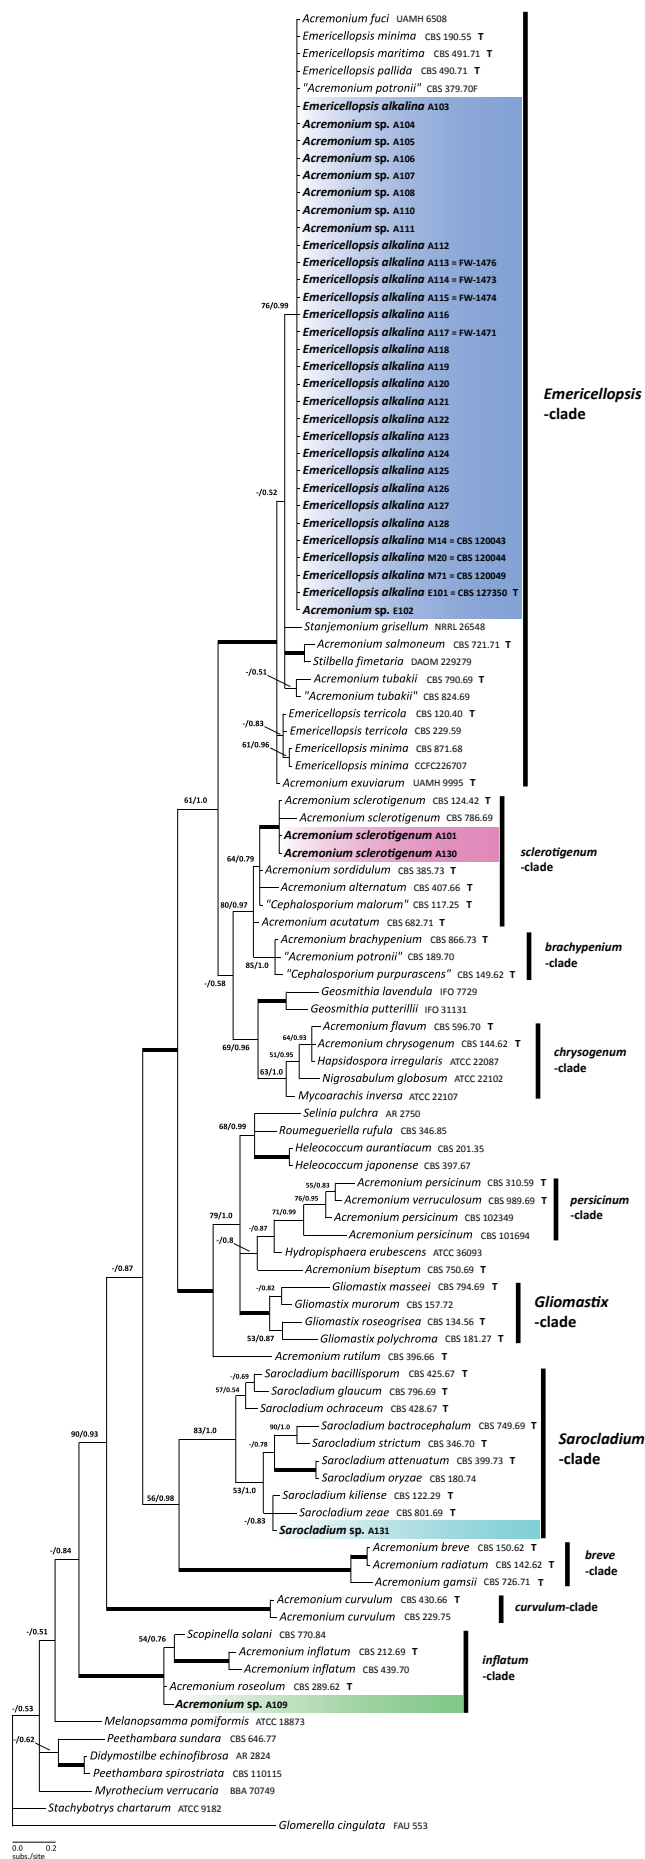 Acremonium fuci UAMH 6508
Emericellopsis minima CBS 190.55 T
Emericellopsis maritima CBS 491.71 T
Emericellopsis pallida CBS 490.71 T
"Acremonium potronii" CBS 379.70F
Emericellopsis alkalina A103
Acremonium sp. A104
Acremonium sp. A105
Acremonium sp. A106
Acremonium sp. A107
Acremonium sp. A108
Acremonium sp. A110
Acremonium sp. A111
Emericellopsis alkalina A112
Emericellopsis alkalina A113 = FW-1476
Emericellopsis alkalina A114 = FW-1473
Emericellopsis alkalina A115 = FW-1474
76/0.99
Emericellopsis alkalina A116
Emericellopsis alkalina A117 = FW-1471
Emericellopsis alkalina A118
Emericellopsis alkalina A119
Emericellopsis alkalina A120
Emericellopsis alkalina A121
Emericellopsis
-clade
Emericellopsis alkalina A122
Emericellopsis alkalina A123
Emericellopsis alkalina A124
Emericellopsis alkalina A125
Emericellopsis alkalina A126
-/0.52
Emericellopsis alkalina A127
Emericellopsis alkalina A128
Emericellopsis alkalina M14 = CBS 120043
Emericellopsis alkalina M20 = CBS 120044
Emericellopsis alkalina M71 = CBS 120049
Emericellopsis alkalina E101 = CBS 127350 T
Acremonium sp. E102
Stanjemonium grisellum NRRL 26548
Acremonium salmoneum CBS 721.71 T
Stilbella fimetaria DAOM 229279
-/0.51
Acremonium tubakii CBS 790.69 T
"Acremonium tubakii" CBS 824.69
Emericellopsis terricola CBS 120.40 T
-/0.83
Emericellopsis terricola CBS 229.59
61/0.96
Emericellopsis minima CBS 871.68
Emericellopsis minima CCFC226707
Acremonium exuviarum UAMH 9995 T
61/1.0
Acremonium sclerotigenum CBS 124.42 T
Acremonium sclerotigenum CBS 786.69
Acremonium sclerotigenum A101
Acremonium sclerotigenum A130
sclerotigenum
-clade
64/0.79
Acremonium sordidulum CBS 385.73 T
Acremonium alternatum CBS 407.66 T
"Cephalosporium malorum" CBS 117.25 T
80/0.97
Acremonium acutatum CBS 682.71 T
Acremonium brachypenium CBS 866.73 T
"Acremonium potronii" CBS 189.70
85/1.0
"Cephalosporium purpurascens" CBS 149.62 T
brachypenium
-clade
-/0.58
Geosmithia lavendula IFO 7729
Geosmithia putterillii IFO 31131
Acremonium flavum CBS 596.70 T
64/0.93
Acremonium chrysogenum CBS 144.62 T
69/0.96
51/0.95
Hapsidospora irregularis ATCC 22087
63/1.0
Nigrosabulum globosum ATCC 22102
Mycoarachis inversa ATCC 22107
chrysogenum
-clade
Selinia pulchra AR 2750
68/0.99
Roumegueriella rufula CBS 346.85
Heleococcum aurantiacum CBS 201.35
Heleococcum japonense CBS 397.67
55/0.83
Acremonium persicinum CBS 310.59 T
76/0.95
Acremonium verruculosum CBS 989.69 T
71/0.99
Acremonium persicinum CBS 102349
79/1.0
-/0.87
Acremonium persicinum CBS 101694
persicinum
-clade
-/0.8
Hydropisphaera erubescens ATCC 36093
Acremonium biseptum CBS 750.69 T
-/0.87
-/0.82
Gliomastix masseei CBS 794.69 T
Gliomastix murorum CBS 157.72
Gliomastix roseogrisea CBS 134.56 T
53/0.87
Gliomastix polychroma CBS 181.27 T
Gliomastix
-clade
Acremonium rutilum CBS 396.66 T
-/0.69
Sarocladium bacillisporum CBS 425.67 T
57/0.54
Sarocladium glaucum CBS 796.69 T
Sarocladium ochraceum CBS 428.67 T
90/1.0
Sarocladium bactrocephalum CBS 749.69 T
83/1.0
90/0.93
-/0.78
Sarocladium strictum CBS 346.70 T
Sarocladium attenuatum CBS 399.73 T
Sarocladium oryzae CBS 180.74
53/1.0
Sarocladium kiliense CBS 122.29 T
56/0.98
Sarocladium zeae CBS 801.69 T
-/0.83
Sarocladium sp. A131
Sarocladium
-clade
Acremonium breve CBS 150.62 T
-/0.84
Acremonium radiatum CBS 142.62 T
Acremonium gamsii CBS 726.71 T
breve
-clade
Acremonium curvulum CBS 430.66 T
Acremonium curvulum CBS 229.75
curvulum-clade
-/0.51
54/0.76
Scopinella solani CBS 770.84
Acremonium inflatum CBS 212.69 T
Acremonium inflatum CBS 439.70
Acremonium roseolum CBS 289.62 T
Acremonium sp. A109
inflatum
-clade
-/0.53
Melanopsamma pomiformis ATCC 18873
-/0.62
Peethambara sundara CBS 646.77
Didymostilbe echinofibrosa AR 2824
Peethambara spirostriata CBS 110115
Myrothecium verrucaria BBA 70749
Stachybotrys chartarum ATCC 9182
Glomerella cingulata FAU 553
0.0 0.2
subs./site